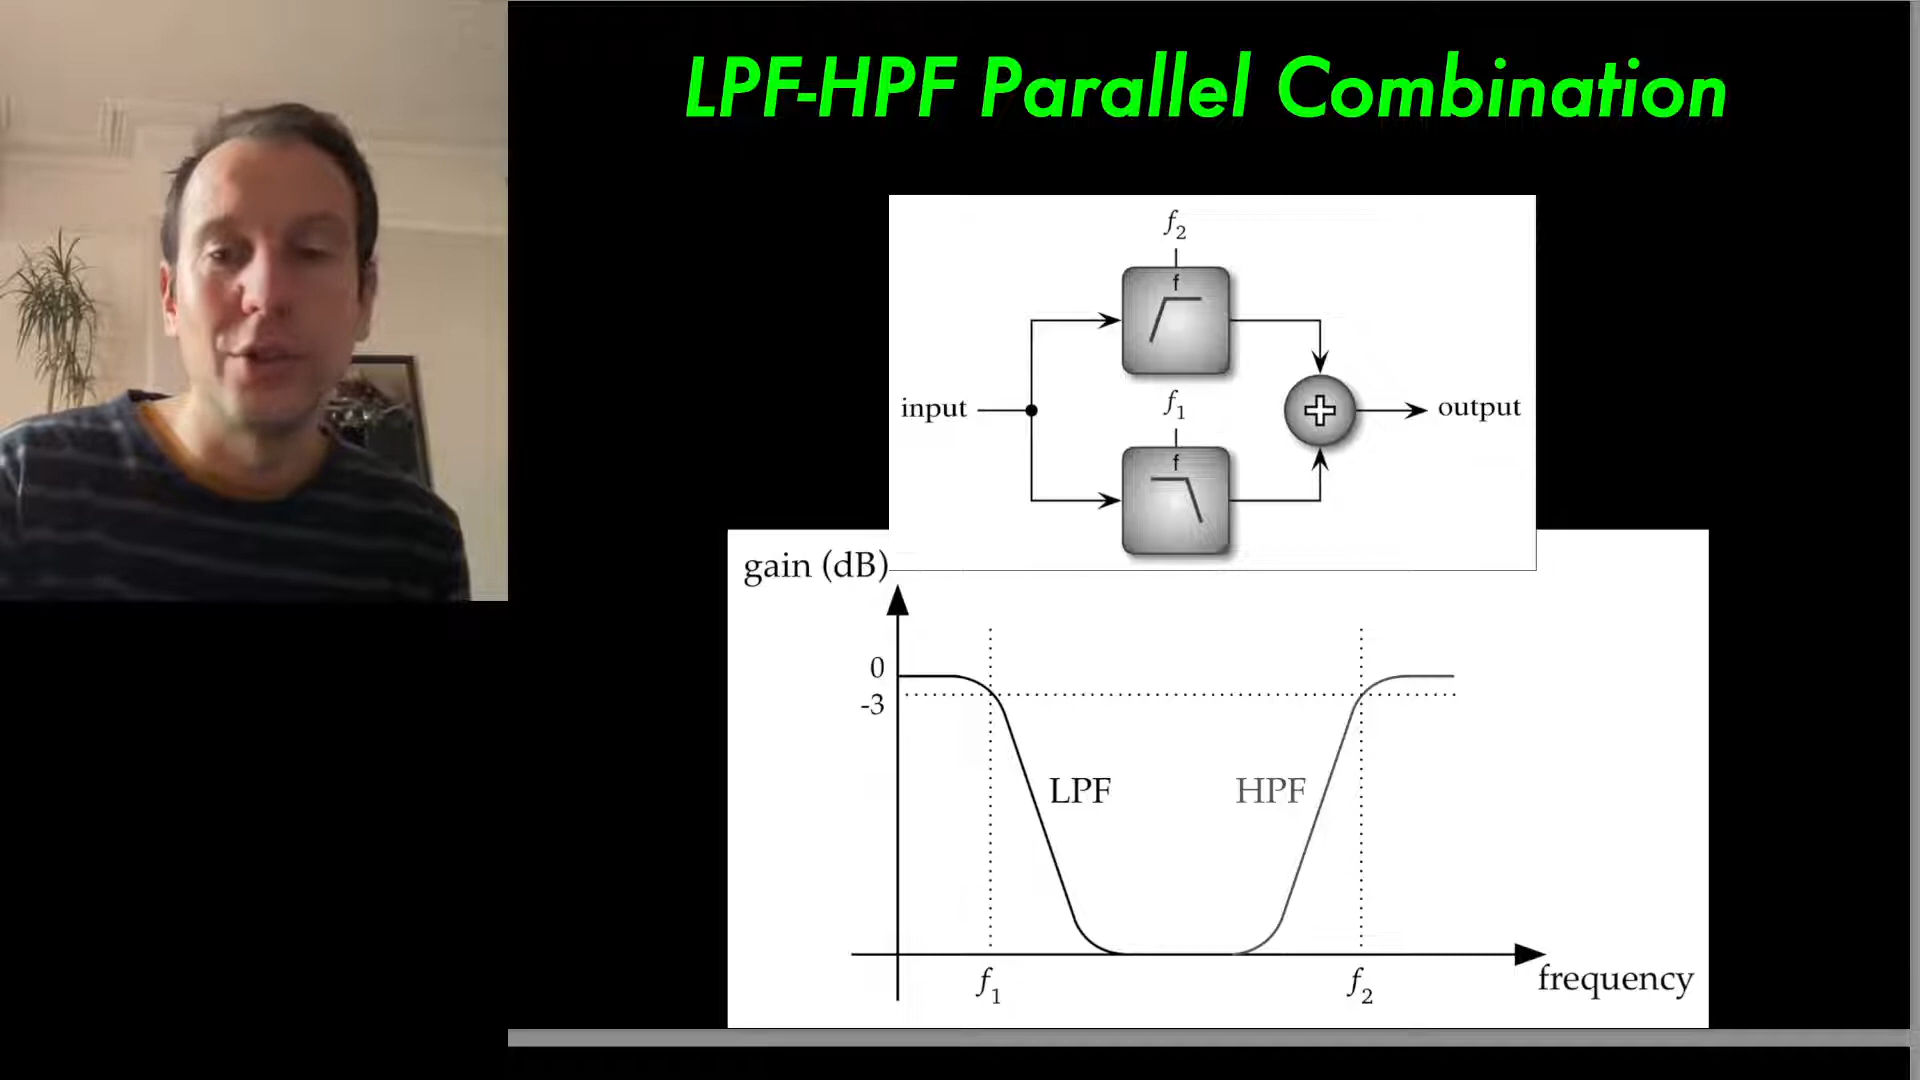 LPF-HPF Parallel Combination
f2
f
input
f1
f
output
gain (dB)
0
-3
LPF
HPF
f1
f2
frequency